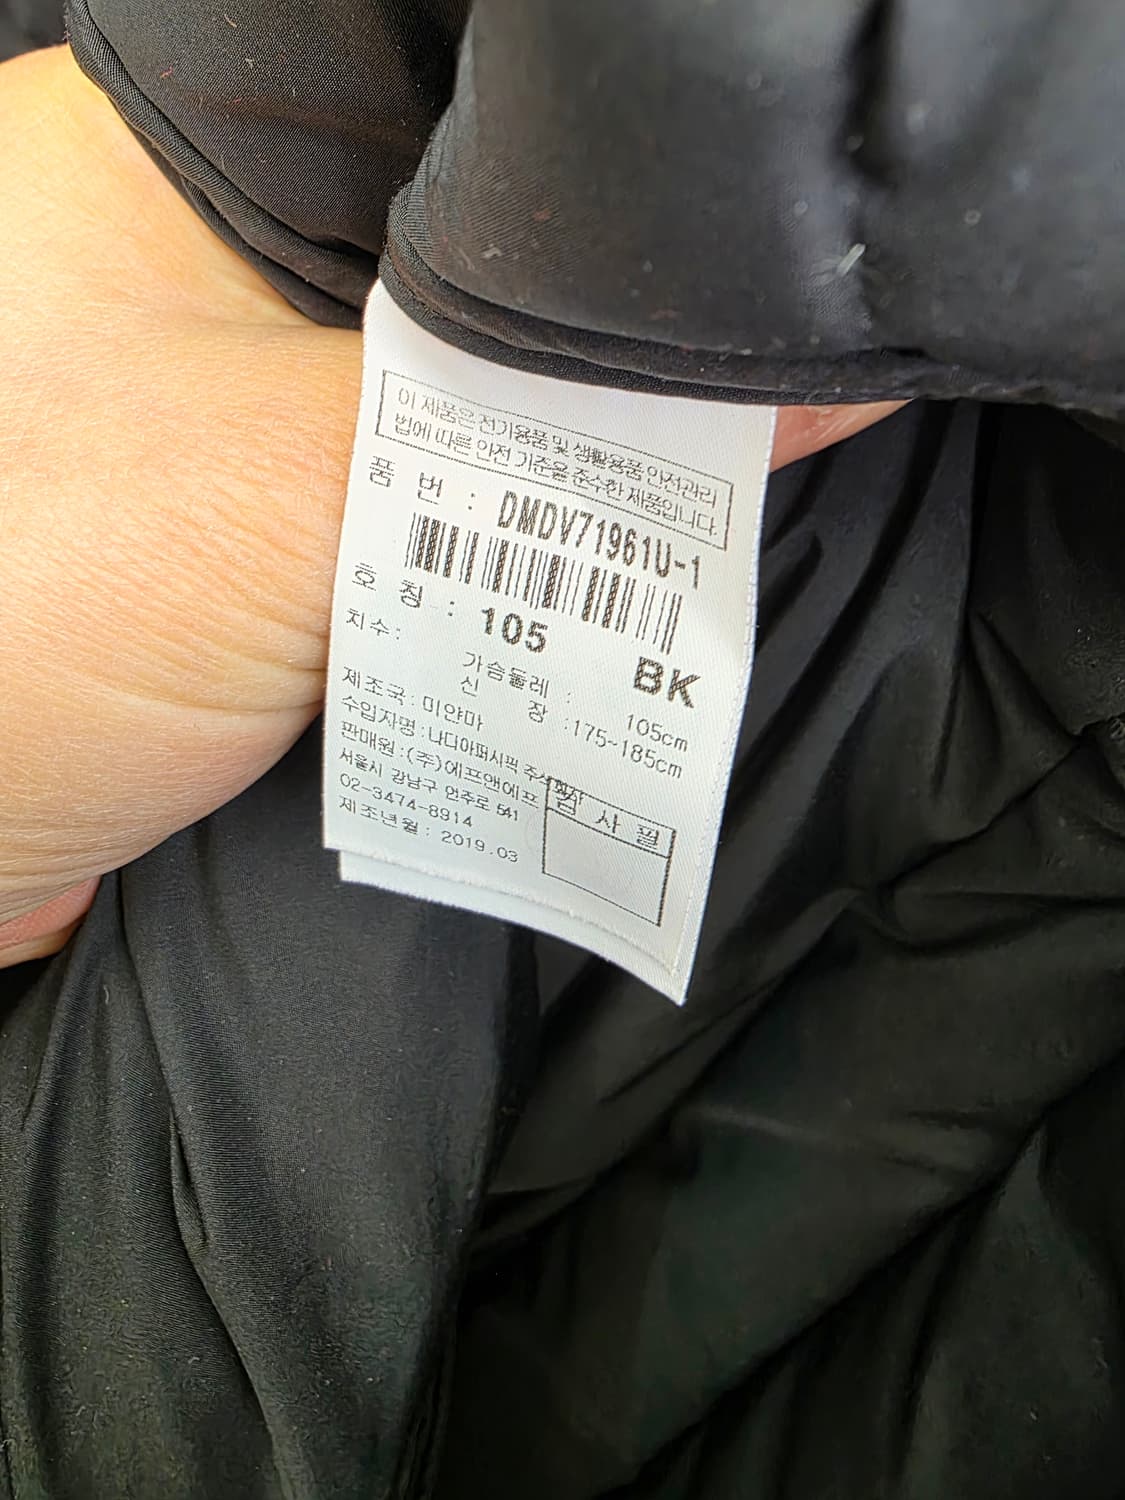 이 제품은 전기용품 및 생활용품 안전관리
법에 따른 안전 기준을 준수한 제품입니다.
품 번 : DMDV71961U-1
호 칭 : 105 BK
치수 :
가슴둘레 : 105cm
신 장 : 175~185cm
제조국 : 미얀마
수입자명 : 나디아퍼시픽 주식회사
판매원 : (주)에프앤에프
서울시 강남구 언주로 541
02-3474-8914
제조년월 : 2019.03
검 사 필